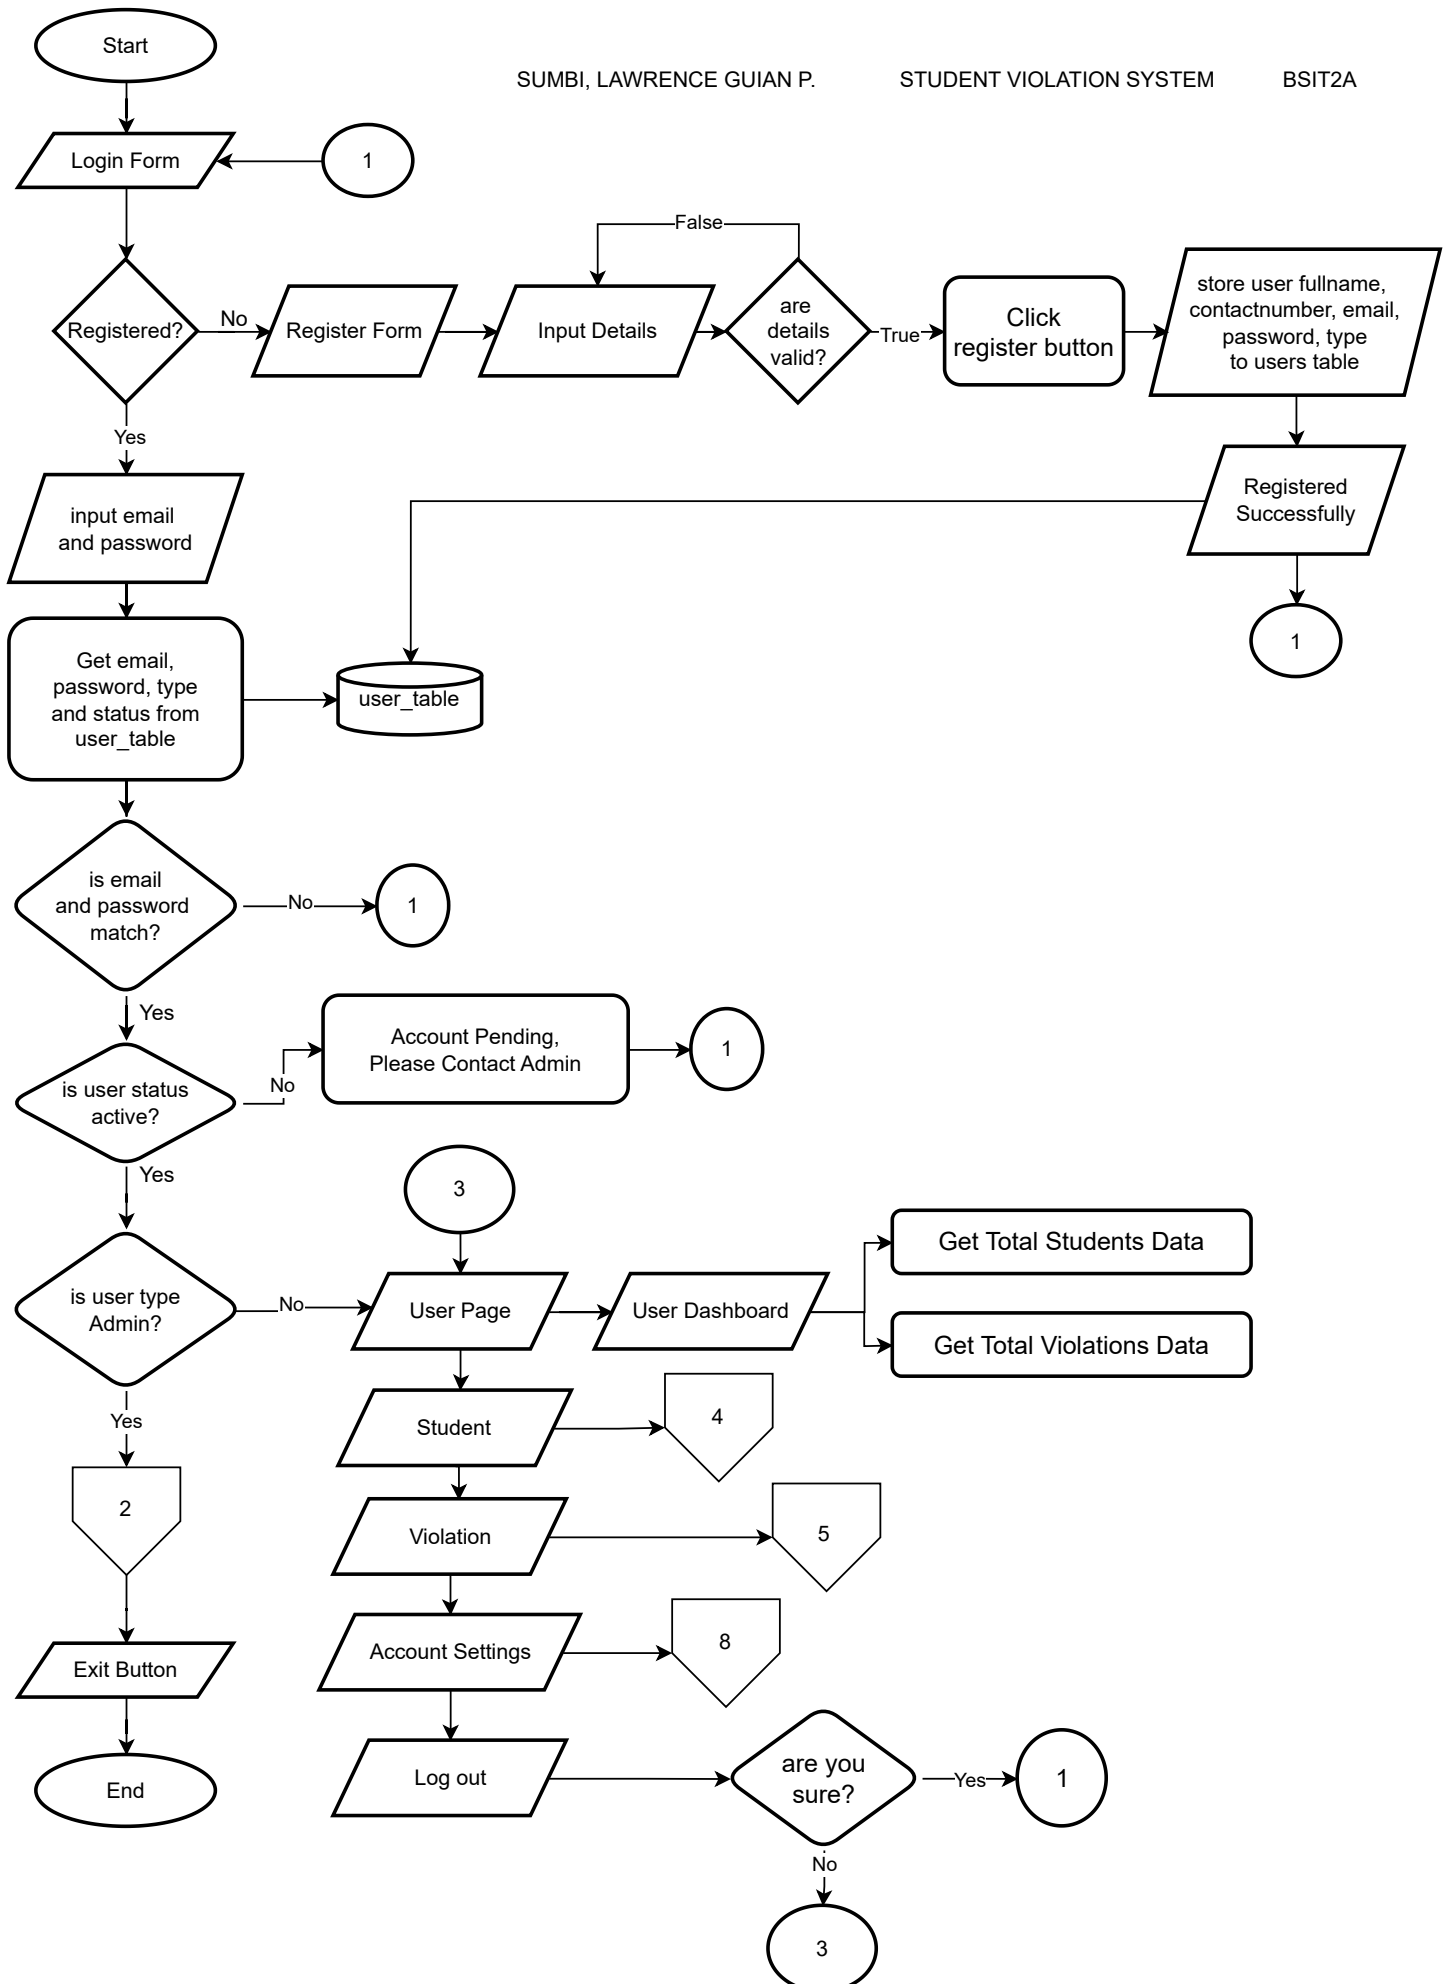 Start
SUMBI, LAWRENCE GUIAN P.
STUDENT VIOLATION SYSTEM
BSIT2A
Login Form
1
False
Registered?
No
Register Form
Input Details
are
details
valid?
True
Click
register button
store user fullname,
contactnumber, email,
password, type
to users table
Yes
Registered
Successfully
input email
and password
1
Get email,
password, type
and status from
user_table
user_table
is email
and password
match?
No
1
Yes
Account Pending,
Please Contact Admin
1
is user status
active?
No
Yes
3
Get Total Students Data
is user type
Admin?
No
User Page
User Dashboard
Get Total Violations Data
Yes
Student
4
2
Violation
5
Exit Button
Account Settings
8
End
Log out
are you
sure?
Yes
1
No
3